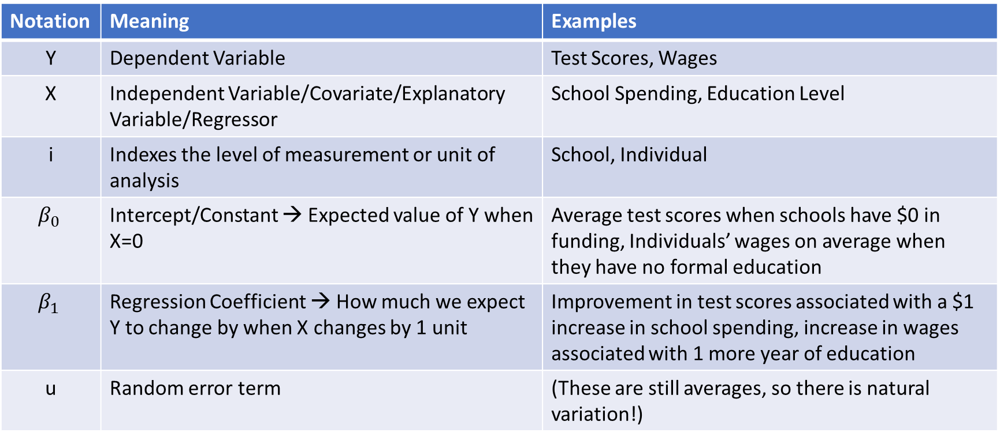 Notation Meaning Examples
Y Dependent Variable Test Scores, Wages
X Independent Variable/Covariate/Explanatory School Spending, Education Level
Variable/Regressor
i Indexes the level of measurement or unit of School, Individual
analysis
β₀ Intercept/Constant → Expected value of Y when Average test scores when schools have $0 in
X=0 funding, Individuals’ wages on average when
they have no formal education
β₁ Regression Coefficient → How much we expect Improvement in test scores associated with a $1
Y to change by when X changes by 1 unit increase in school spending, increase in wages
associated with 1 more year of education
u Random error term (These are still averages, so there is natural
variation!)